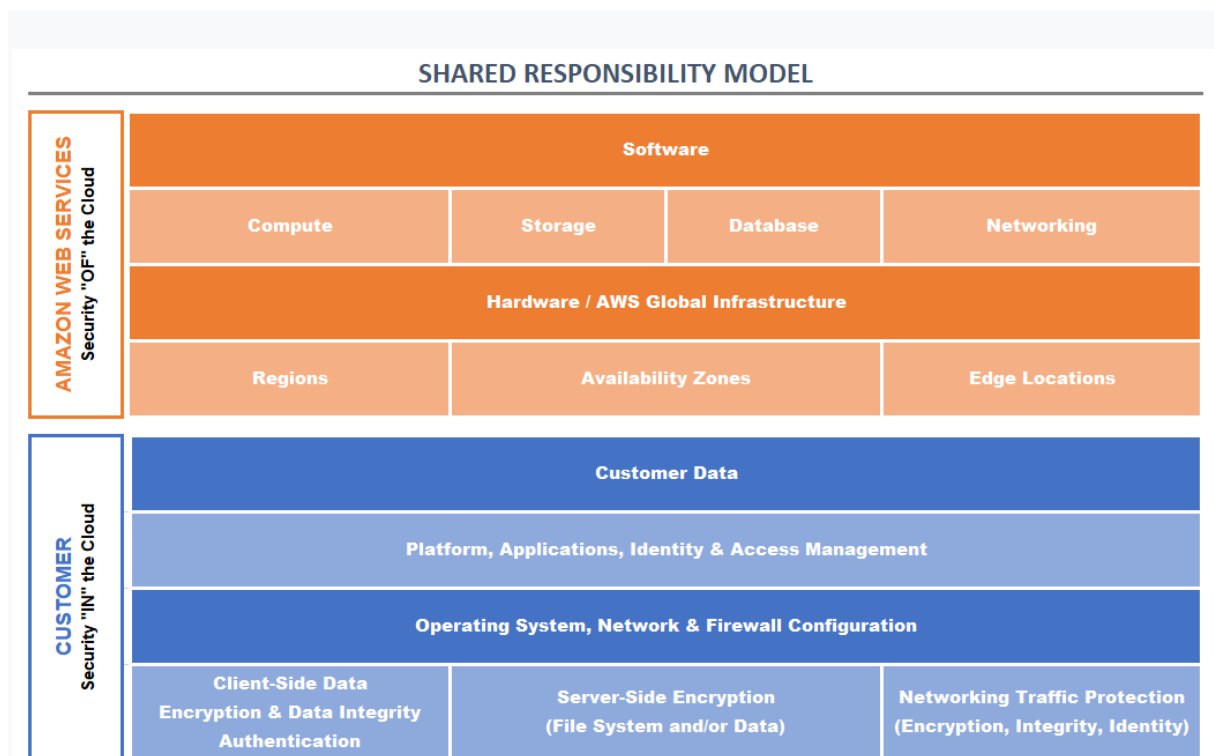 SHARED RESPONSIBILITY MODEL
AMAZON WEB SERVICES
Security "OF" the Cloud
Software
Compute
Storage
Database
Networking
Hardware / AWS Global Infrastructure
Regions
Availability Zones
Edge Locations
CUSTOMER
Security "IN" the Cloud
Customer Data
Platform, Applications, Identity & Access Management
Operating System, Network & Firewall Configuration
Client-Side Data
Encryption & Data Integrity
Authentication
Server-Side Encryption
(File System and/or Data)
Networking Traffic Protection
(Encryption, Integrity, Identity)